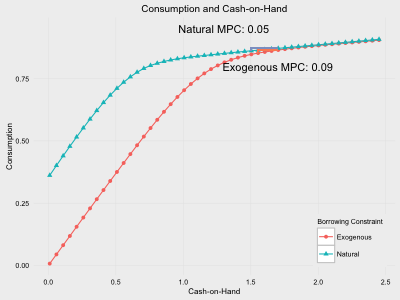 Consumption and Cash-on-Hand
Natural MPC: 0.05
Exogenous MPC: 0.09
Consumption
0.75
0.50
0.25
0.00
0.0 0.5 1.0 1.5 2.0 2.5
Cash-on-Hand
Borrowing Constraint
Exogenous
Natural